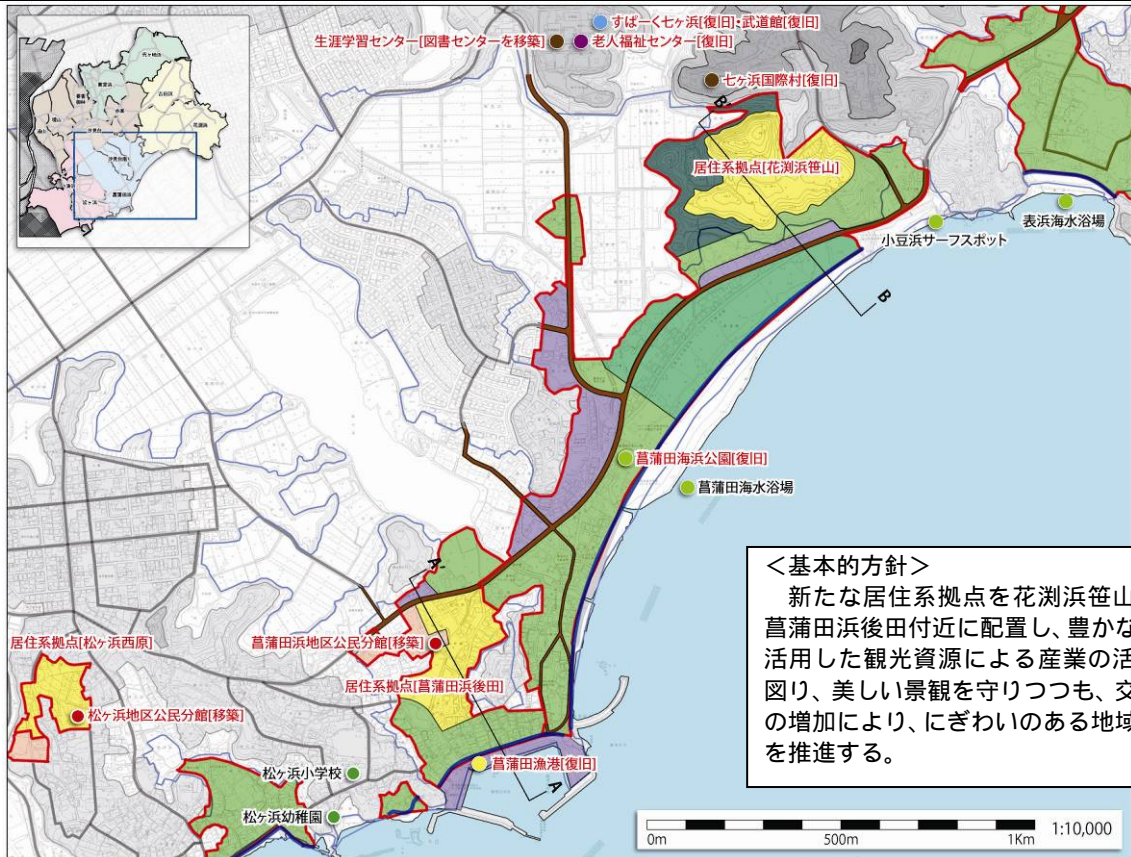 すぱーく七ヶ浜[復旧]・武道館[復旧]
生涯学習センター[図書センターを移築]
老人福祉センター[復旧]
七ヶ浜国際村[復旧]
B'
居住系拠点[花渕浜笹山]
表浜海水浴場
小豆浜サーフスポット
B
菖蒲田海浜公園[復旧]
菖蒲田海水浴場
A'
菖蒲田浜地区公民分館[移築]
居住系拠点[松ヶ浜西原]
居住系拠点[菖蒲田浜後田]
松ヶ浜地区公民分館[移築]
菖蒲田漁港[復旧]
松ヶ浜小学校
A
松ヶ浜幼稚園
＜基本的方針＞
新たな居住系拠点を花渕浜笹山
菖蒲田浜後田付近に配置し、豊かな
活用した観光資源による産業の活
図り、美しい景観を守りつつも、交
の増加により、にぎわいのある地域
を推進する。
0m 500m 1Km 1:10,000